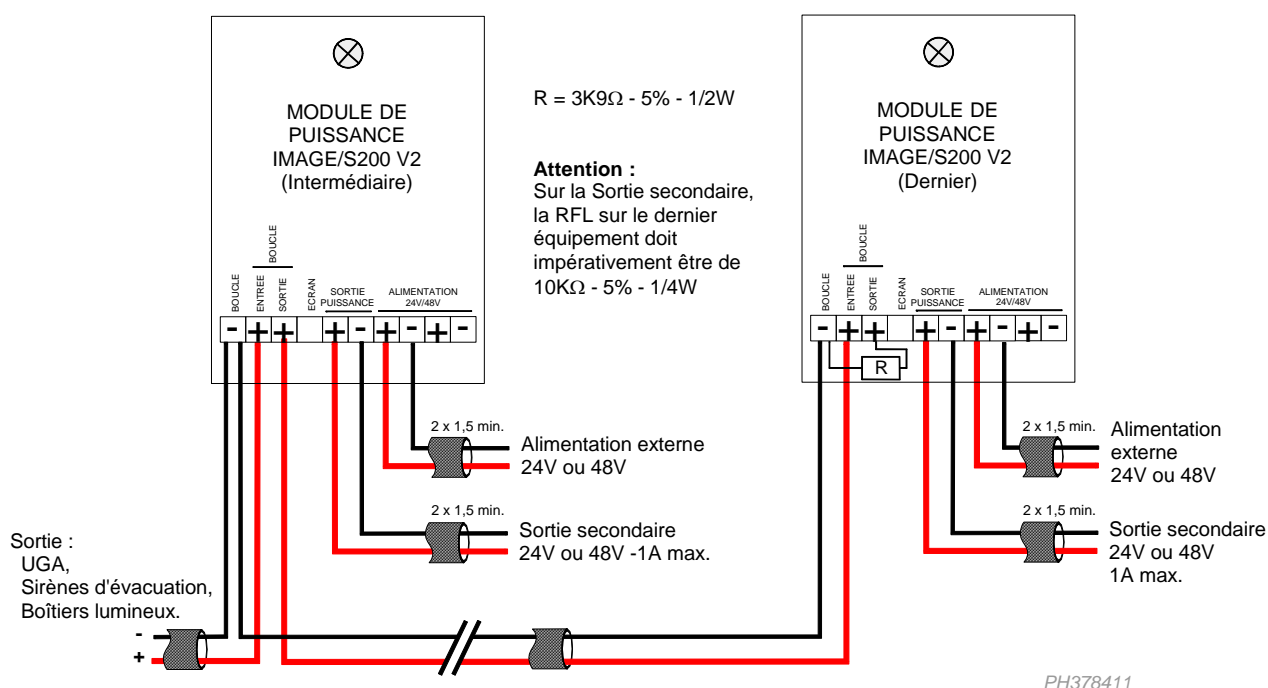 MODULE DE
PUISSANCE
IMAGE/S200 V2
(Intermédiaire)
BOUCLE
BOUCLE
ENTREE
SORTIE
ECRAN
SORTIE
PUISSANCE
ALIMENTATION
24V/48V
- + + + - + - + -
R = 3K9Ω - 5% - 1/2W
Attention :
Sur la Sortie secondaire,
la RFL sur le dernier
équipement doit
impérativement être de
10KΩ - 5% - 1/4W
MODULE DE
PUISSANCE
IMAGE/S200 V2
(Dernier)
BOUCLE
BOUCLE
ENTREE
SORTIE
ECRAN
SORTIE
PUISSANCE
ALIMENTATION
24V/48V
- + + + - + - + -
R
2 x 1,5 min.
Alimentation externe
24V ou 48V
2 x 1,5 min.
Sortie secondaire
24V ou 48V -1A max.
2 x 1,5 min.
Alimentation
externe
24V ou 48V
2 x 1,5 min.
Sortie secondaire
24V ou 48V
1A max.
Sortie :
UGA,
Sirènes d'évacuation,
Boîtiers lumineux.
-
+
PH378411